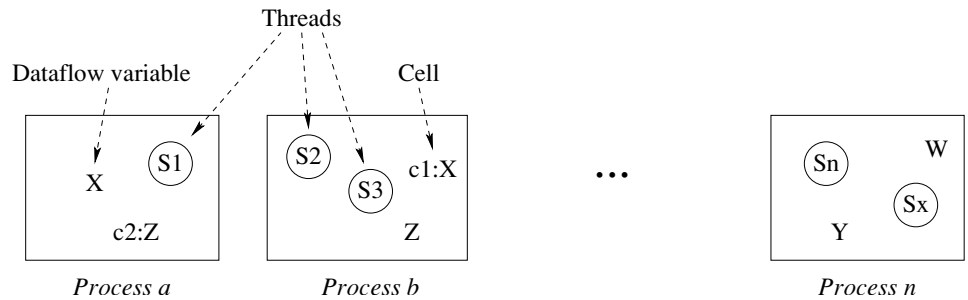 Threads
Dataflow variable
Cell
S1
X
c2:Z
S2
S3
c1:X
Z
...
Sn
W
Sx
Y
Process a
Process b
Process n